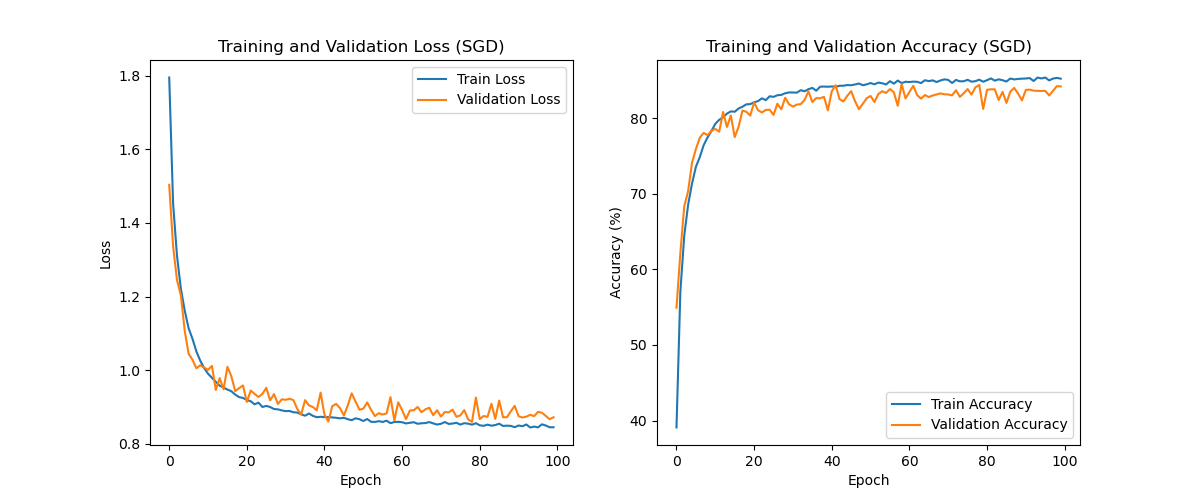 Training and Validation Loss (SGD)
Train Loss
Validation Loss
1.8
1.6
1.4
1.2
1.0
0.8
Loss
0
20
40
60
80
100
Epoch
Training and Validation Accuracy (SGD)
80
70
60
50
40
Accuracy (%)
Train Accuracy
Validation Accuracy
0
20
40
60
80
100
Epoch